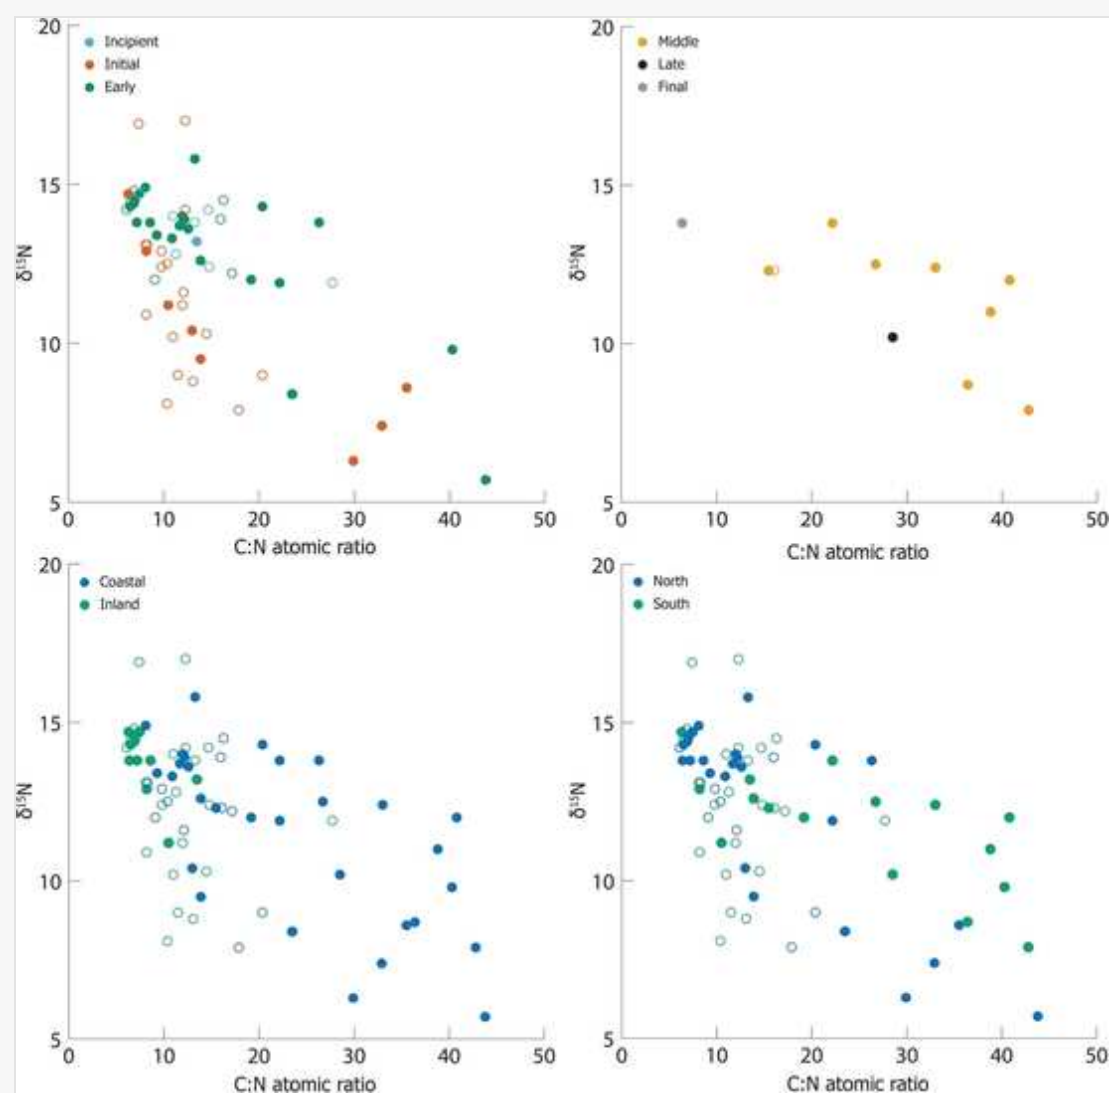 20
Incipient
Initial
Early
15
δ¹⁵N
10
5
0 10 20 30 40 50
C:N atomic ratio
20
Middle
Late
Final
15
δ¹⁵N
10
5
0 10 20 30 40 50
C:N atomic ratio
20
Coastal
Inland
15
δ¹⁵N
10
5
0 10 20 30 40 50
C:N atomic ratio
20
North
South
15
δ¹⁵N
10
5
0 10 20 30 40 50
C:N atomic ratio